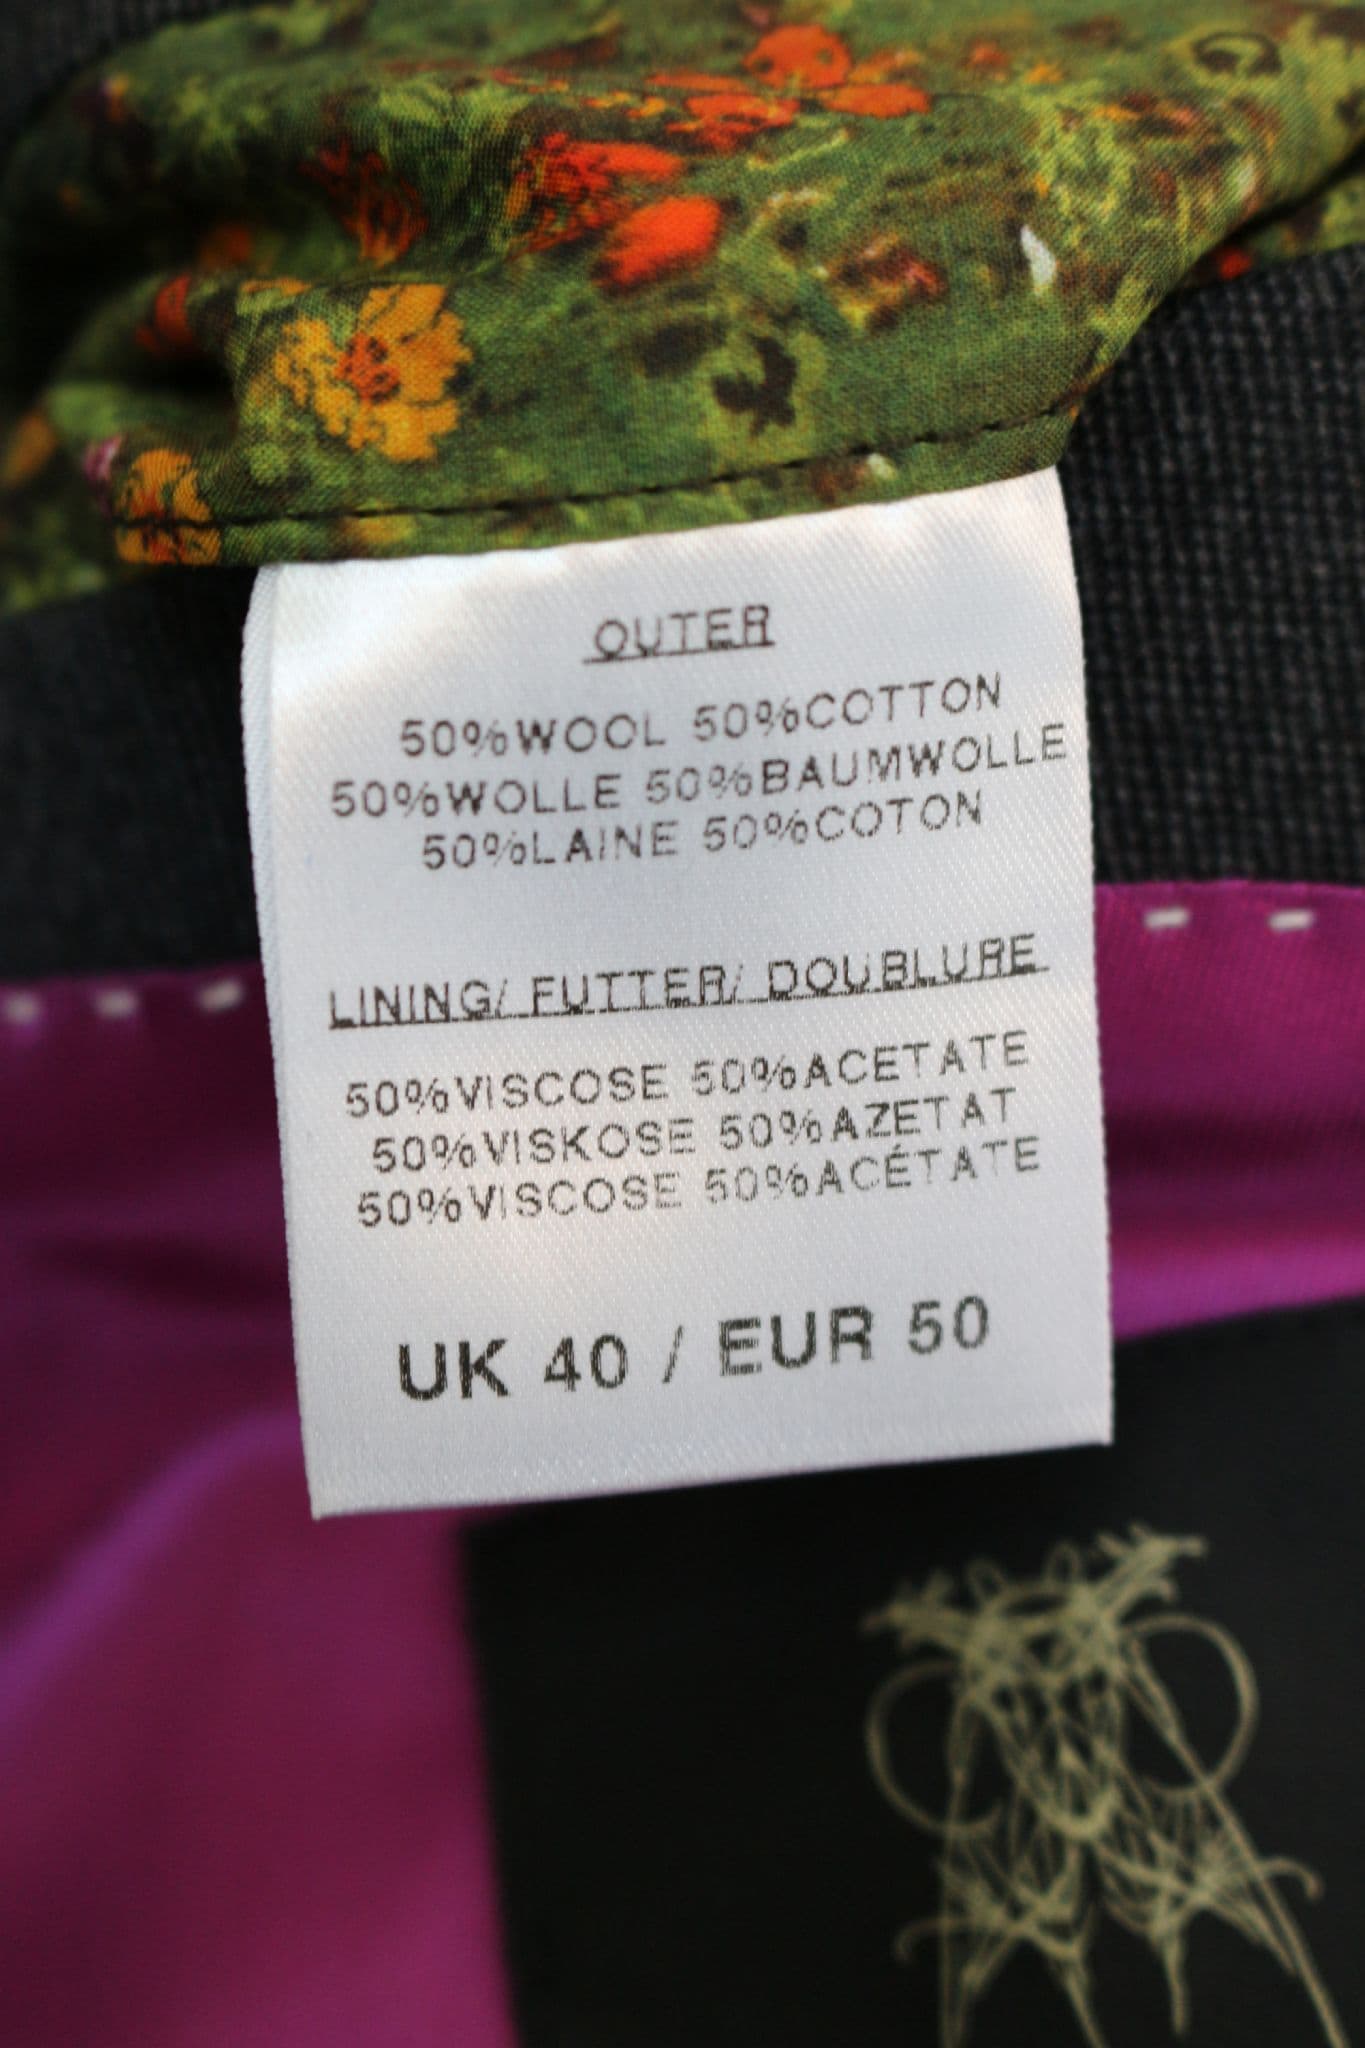 OUTER
50%WOOL 50%COTTON
50%WOLLE 50%BAUMWOLLE
50%LAINE 50%COTON
LINING/ FUTTER/ DOUBLURE
50%VISCOSE 50%ACETATE
50%VISKOSE 50%AZETAT
50%VISCOSE 50%ACÉTATE
UK 40 / EUR 50